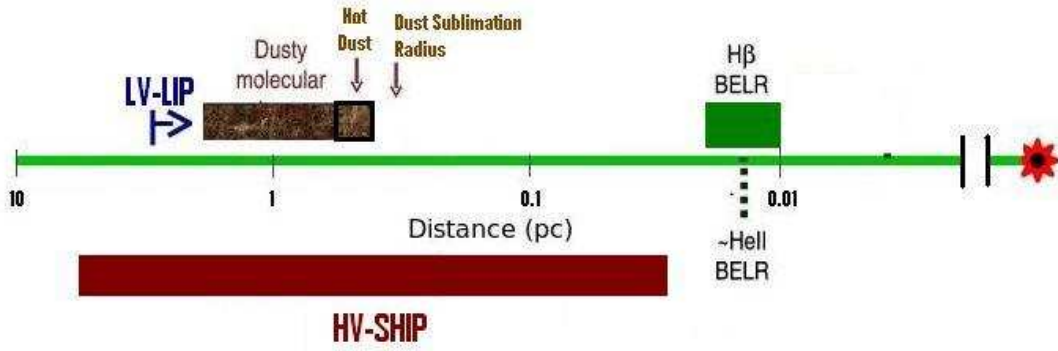 Hot
Dust
Dust Sublimation
Radius
Dusty
molecular
LV-LIP
Hβ
BELR
10
1
0.1
0.01
Distance (pc)
~HeII
BELR
HV-SHIP